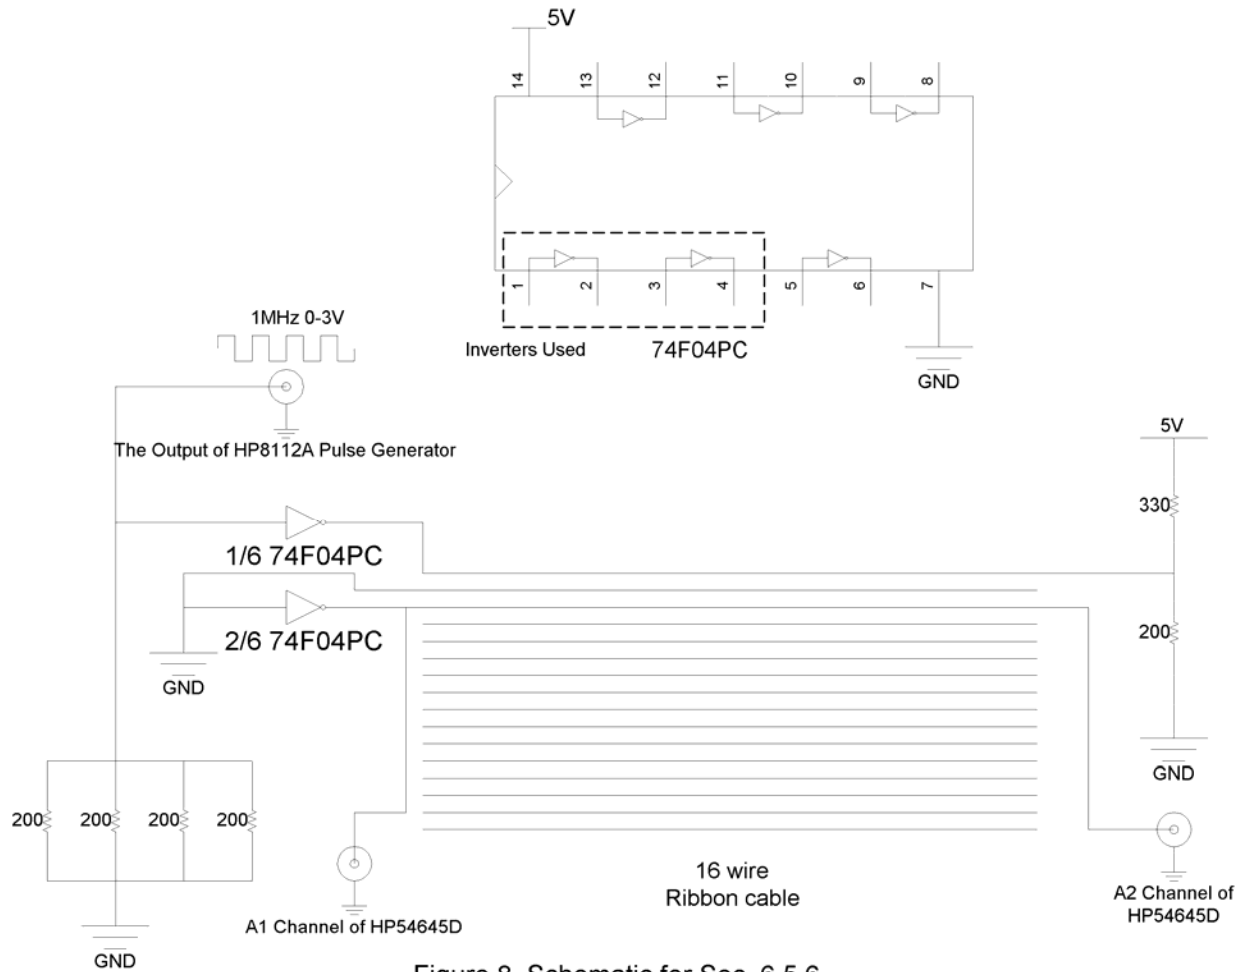 5V
14
13
12
11
10
9
8
1
2
3
4
5
6
7
Inverters Used
74F04PC
GND
1MHz 0-3V
The Output of HP8112A Pulse Generator
5V
330
1/6 74F04PC
2/6 74F04PC
200
GND
GND
200
200
200
200
16 wire
Ribbon cable
A2 Channel of
HP54645D
A1 Channel of HP54645D
GND
Figure 8. Schematic for Sec. 6.5.6